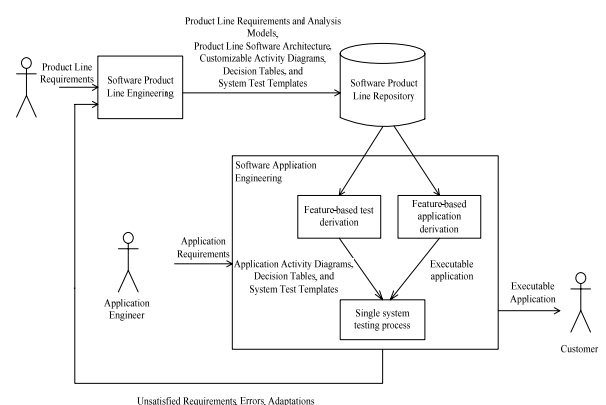 Product Line Requirements and Analysis
Models,
Product Line Software Architecture,
Customizable Activity Diagrams,
Decision Tables, and
System Test Templates
Product Line
Requirements
Software Product
Line Engineering
Software Product
Line Repository
Software Application
Engineering
Feature-based test
derivation
Feature-based
application
derivation
Application
Requirements
Application Activity Diagrams,
Decision Tables, and
System Test Templates
Executable
application
Application
Engineer
Single system
testing process
Executable
Application
Customer
Unsatisfied Requirements, Errors, Adaptations